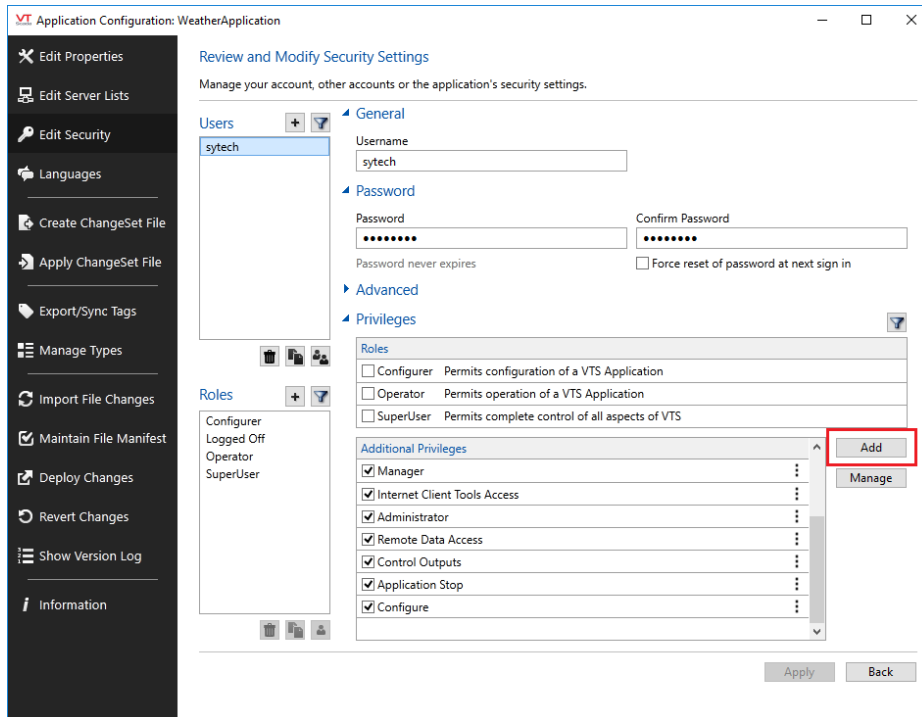 VT Application Configuration: WeatherApplication
Edit Properties
Edit Server Lists
Edit Security
Languages
Create ChangeSet File
Apply ChangeSet File
Export/Sync Tags
Manage Types
Import File Changes
Maintain File Manifest
Deploy Changes
Revert Changes
Show Version Log
Information
Review and Modify Security Settings
Manage your account, other accounts or the application's security settings.
Users
sytech
Roles
Configurer
Logged Off
Operator
SuperUser
General
Username
sytech
Password
Password Confirm Password
•••••••• ••••••••
Password never expires Force reset of password at next sign in
Advanced
Privileges
Roles
Configurer Permits configuration of a VTS Application
Operator Permits operation of a VTS Application
SuperUser Permits complete control of all aspects of VTS
Additional Privileges
Manager
Internet Client Tools Access
Administrator
Remote Data Access
Control Outputs
Application Stop
Configure
Add
Manage
Apply Back